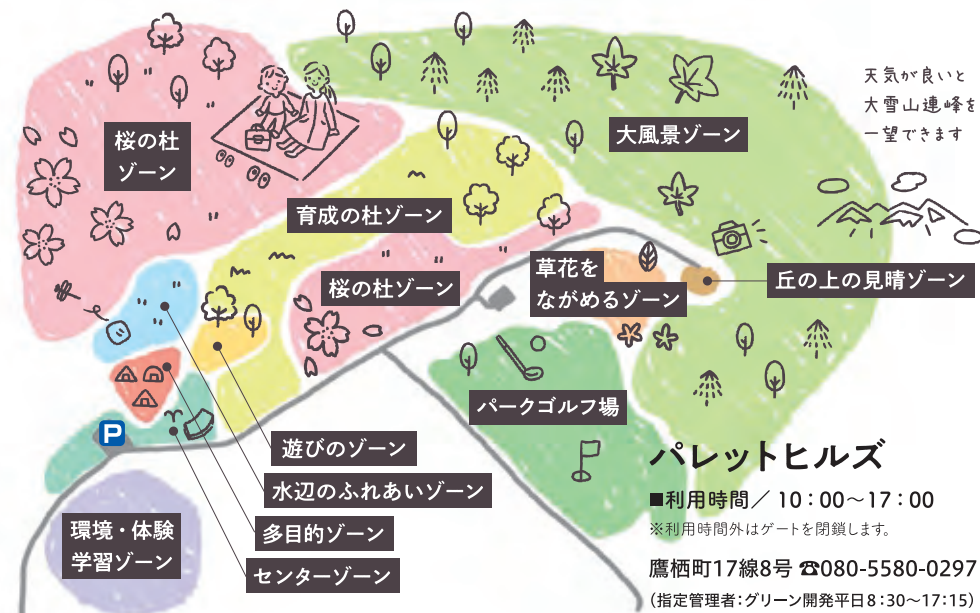 天気が良いと
大雪山連峰を
一望できます
桜の杜
ゾーン
大風景ゾーン
育成の杜ゾーン
桜の杜ゾーン
草花を
ながめるゾーン
丘の上の見晴ゾーン
パークゴルフ場
P
遊びのゾーン
水辺のふれあいゾーン
多目的ゾーン
センターゾーン
環境・体験
学習ゾーン
パレットヒルズ
■利用時間／10：00～17：00
※利用時間外はゲートを閉鎖します。
鷹栖町17線8号 ☎080-5580-0297
（指定管理者：グリーン開発平日8：30～17：15）